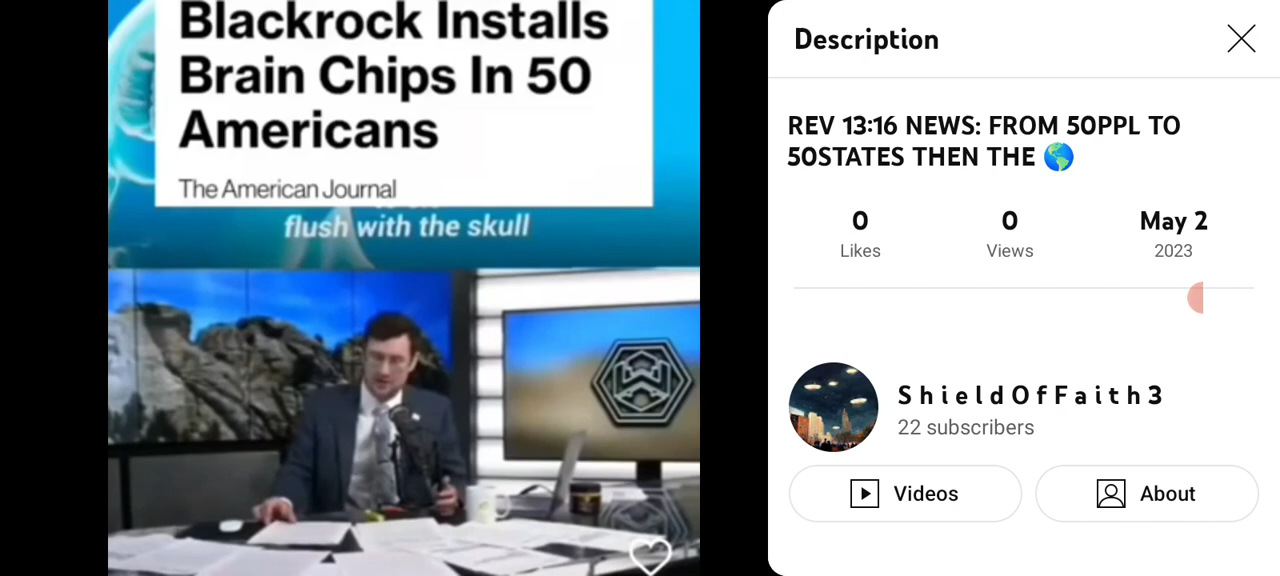 Blackrock Installs
Brain Chips In 50
Americans
The American Journal
flush with the skull
Description
REV 13:16 NEWS: FROM 50PPL TO
50STATES THEN THE 🌎
0
Likes
0
Views
May 2
2023
ShieldOfFaith3
22 subscribers
Videos
About